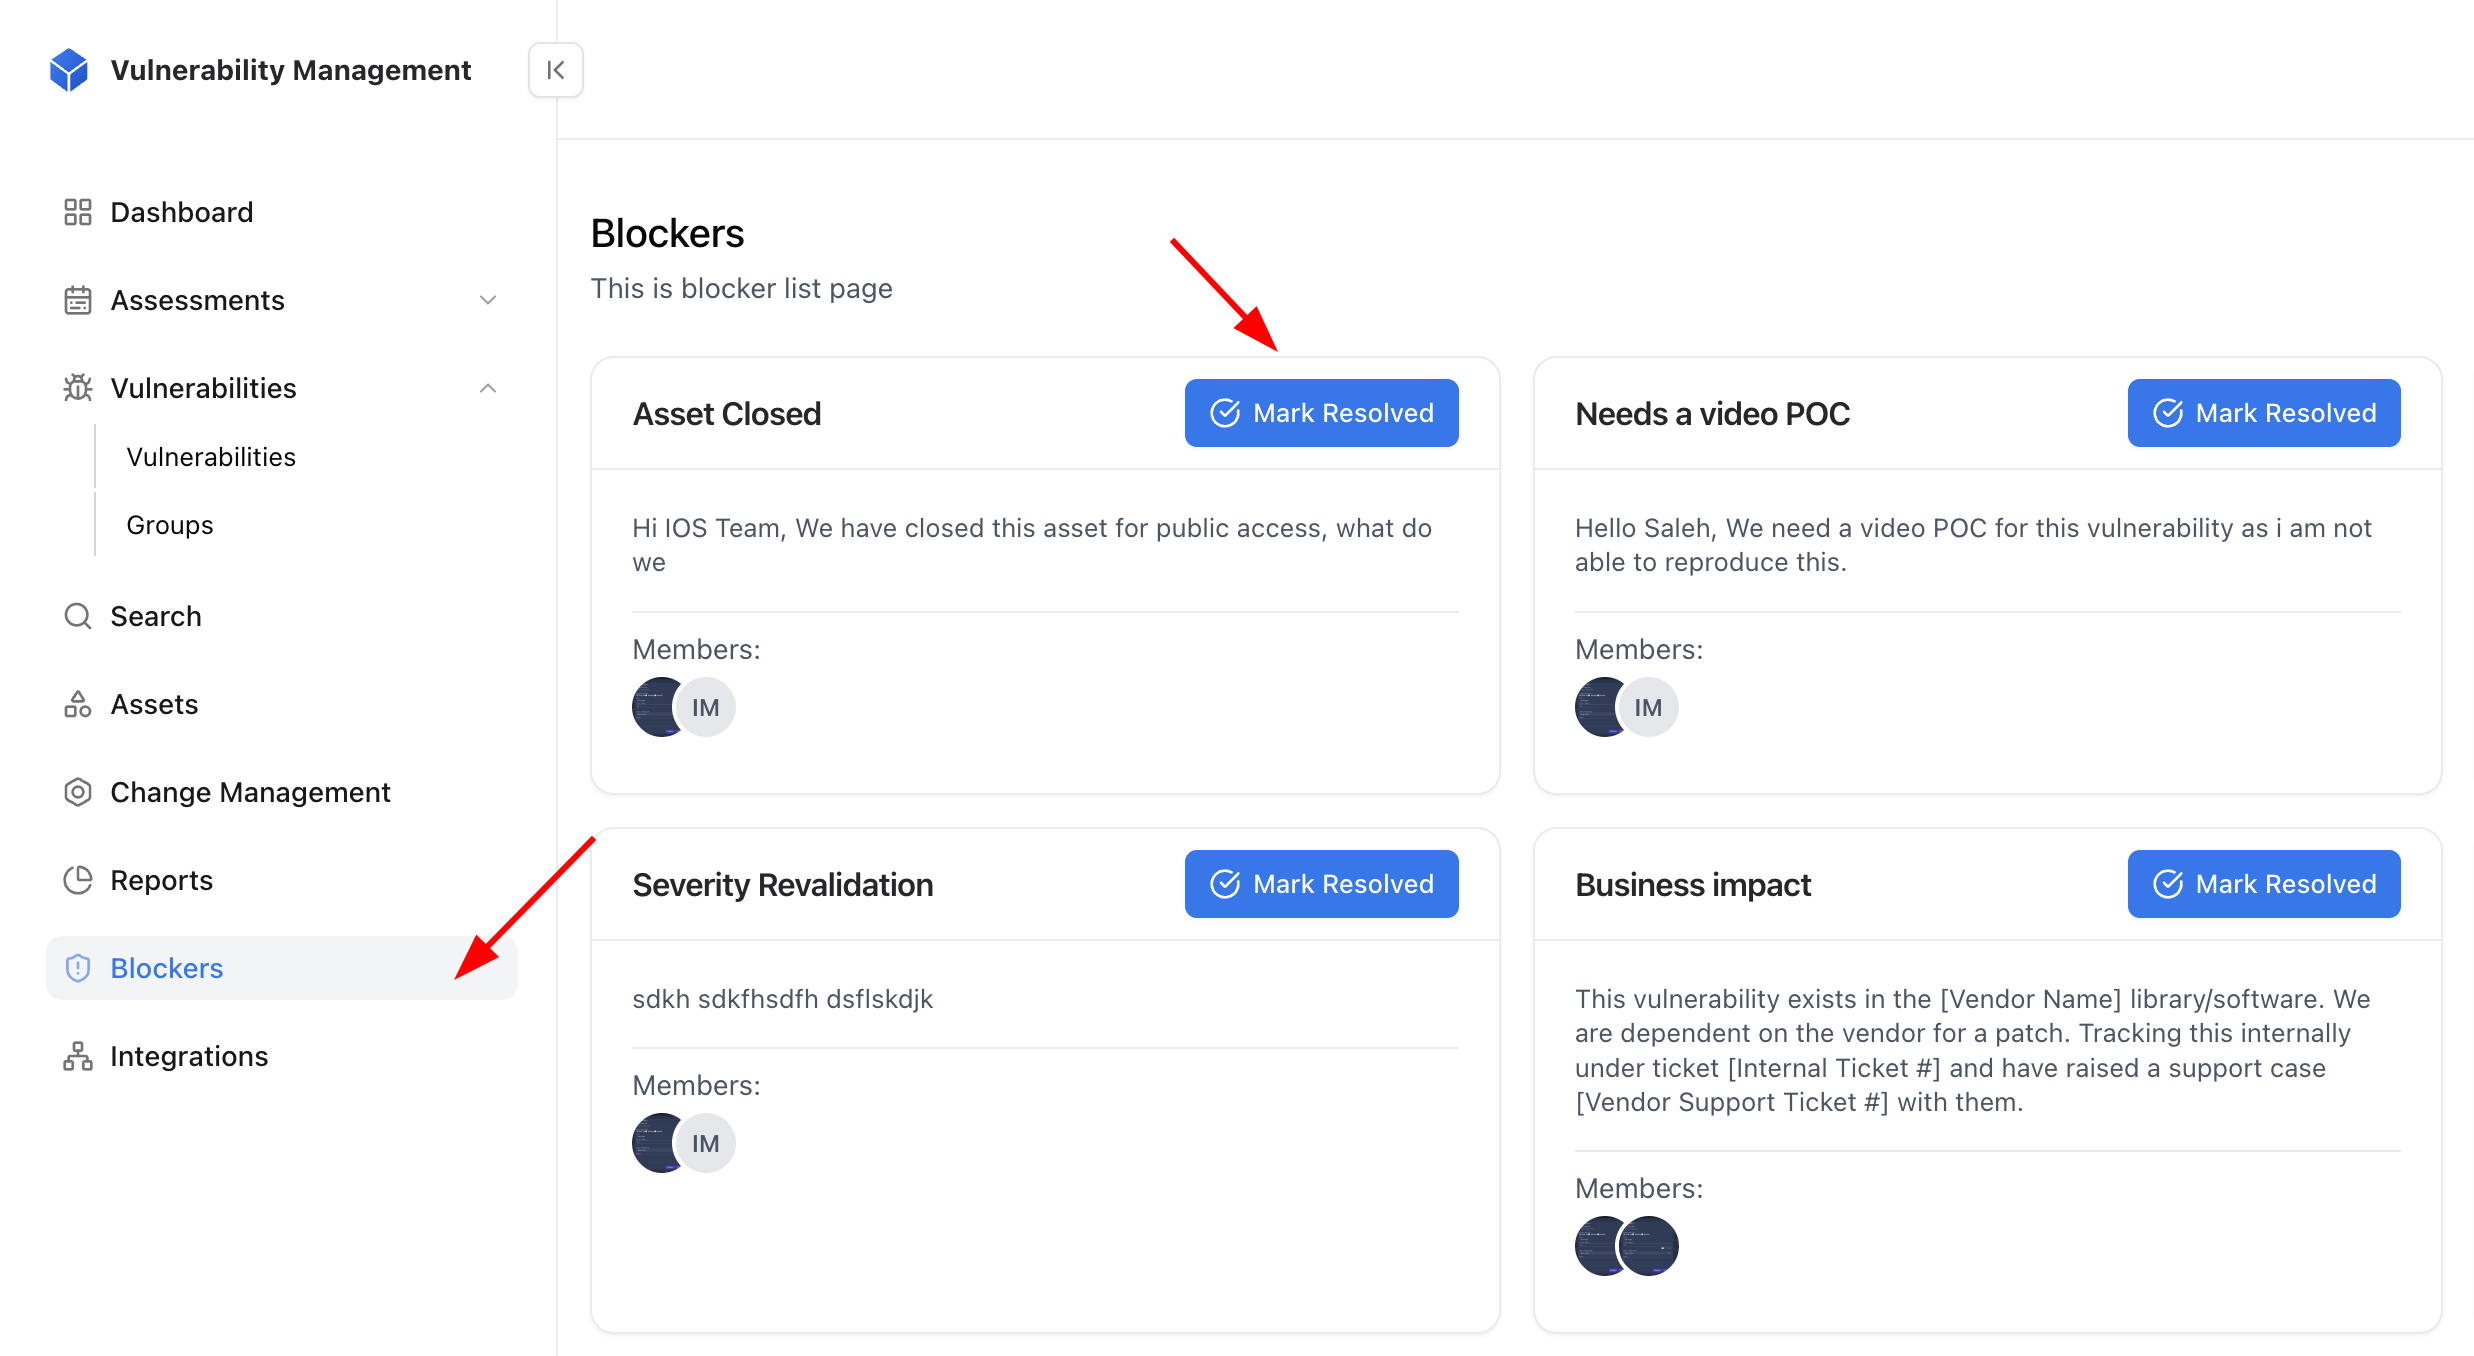 Vulnerability Management
Dashboard
Assessments
Vulnerabilities
Vulnerabilities
Groups
Search
Assets
Change Management
Reports
Blockers
Integrations
Blockers
This is blocker list page
Asset Closed
Mark Resolved
Hi IOS Team, We have closed this asset for public access, what do
we
Members:
IM
Needs a video POC
Mark Resolved
Hello Saleh, We need a video POC for this vulnerability as i am not
able to reproduce this.
Members:
IM
Severity Revalidation
Mark Resolved
sdkh sdkfhsdfh dsflskdjk
Members:
IM
Business impact
Mark Resolved
This vulnerability exists in the [Vendor Name] library/software. We
are dependent on the vendor for a patch. Tracking this internally
under ticket [Internal Ticket #] and have raised a support case
[Vendor Support Ticket #] with them.
Members: